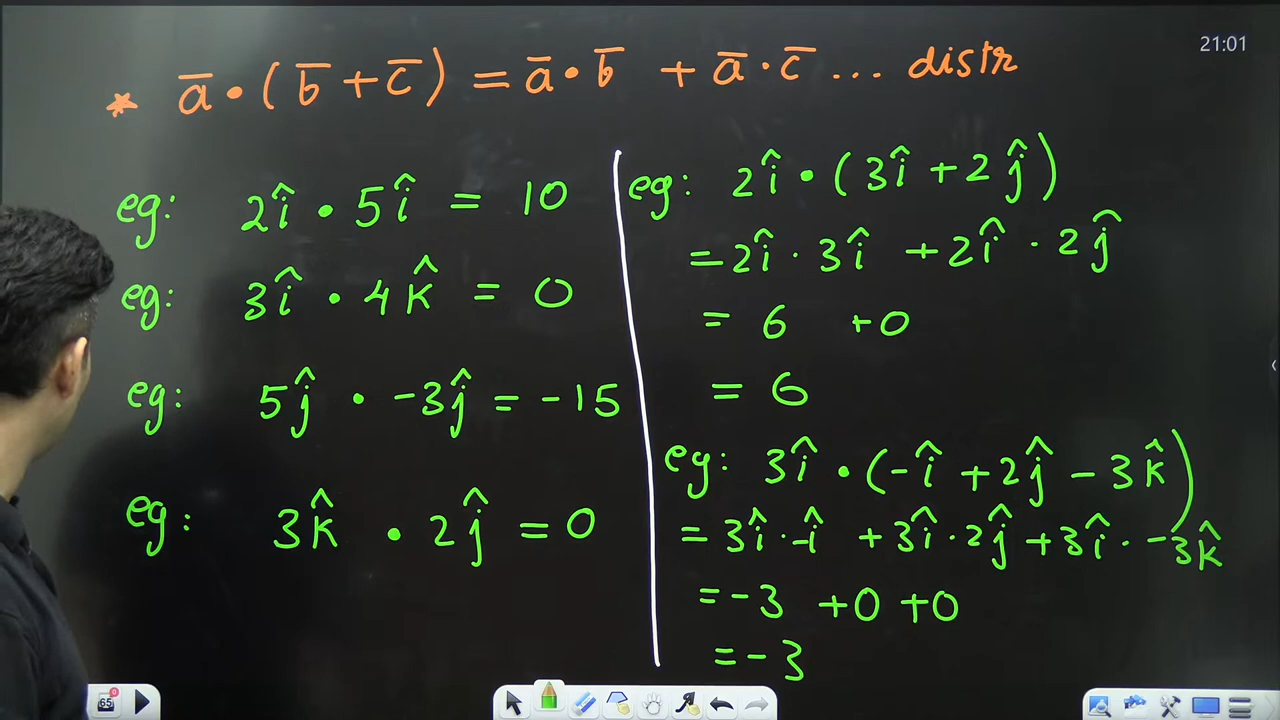 21:01
* a̅ • ( b̅ + c̅ ) = a̅ • b̅ + a̅ · c̅ ... distr
eg: 2î • 5î = 10
eg: 3î • 4k̂ = 0
eg: 5ĵ • -3ĵ = -15
eg: 3k̂ • 2ĵ = 0
eg: 2î • (3î + 2ĵ)
= 2î · 3î + 2î · 2ĵ
= 6 + 0
= 6
eg: 3î • (-î + 2ĵ - 3k̂)
= 3î · -î + 3î · 2ĵ + 3î · -3k̂
= -3 + 0 + 0
= -3
65 0